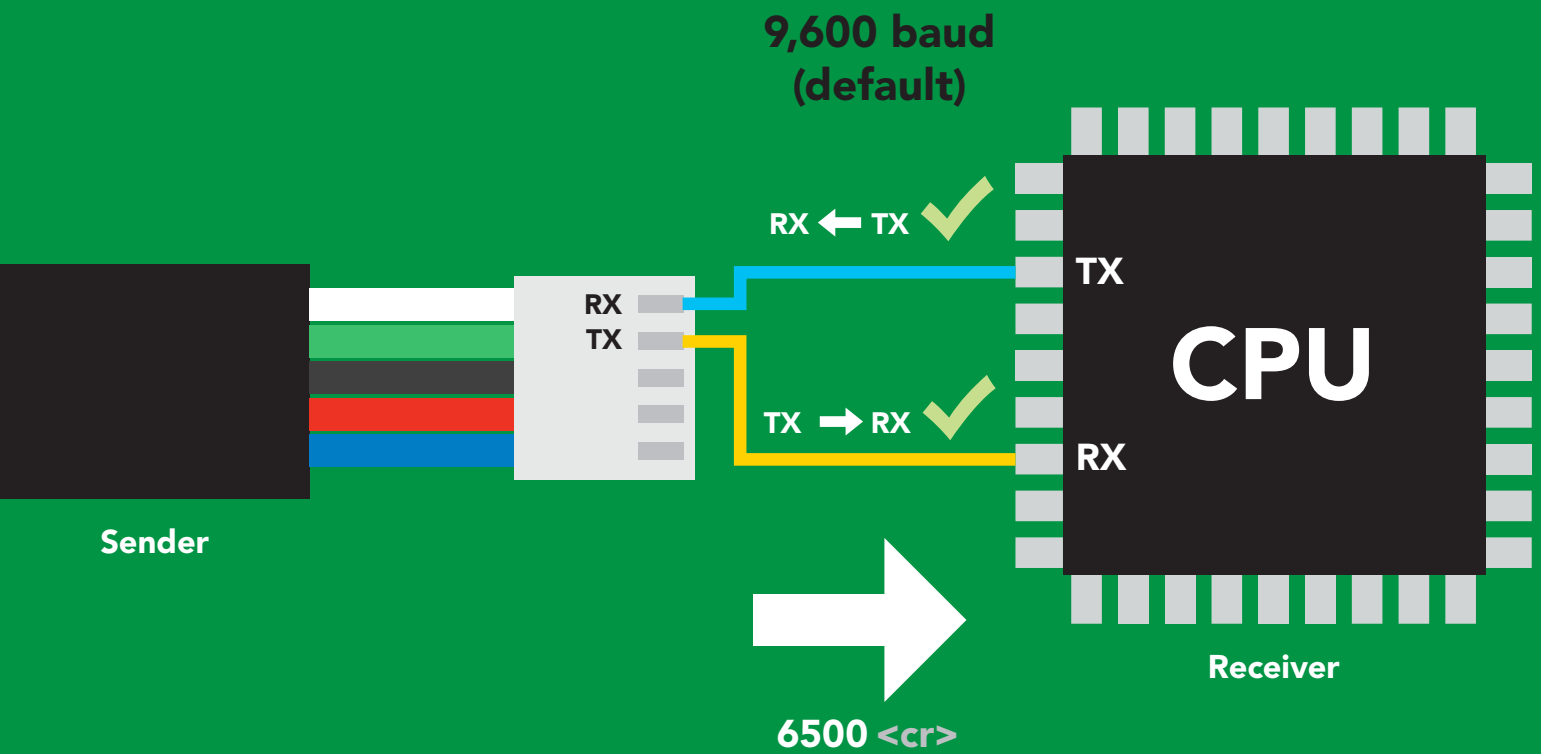 9,600 baud
(default)
RX TX
TX
RX
TX
CPU
TX RX
RX
Sender
Receiver
6500 <cr>